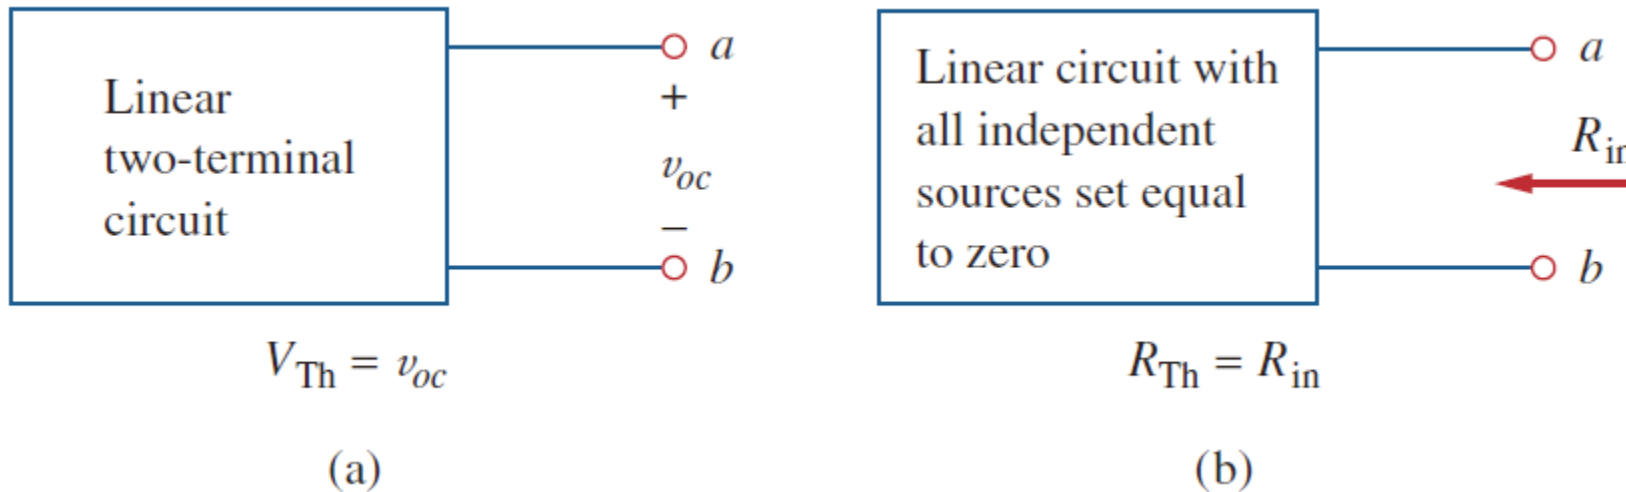 Linear
two-terminal
circuit
a
+
v_oc
−
b
V_Th = v_oc
(a)
Linear circuit with
all independent
sources set equal
to zero
a
R_in
b
R_Th = R_in
(b)